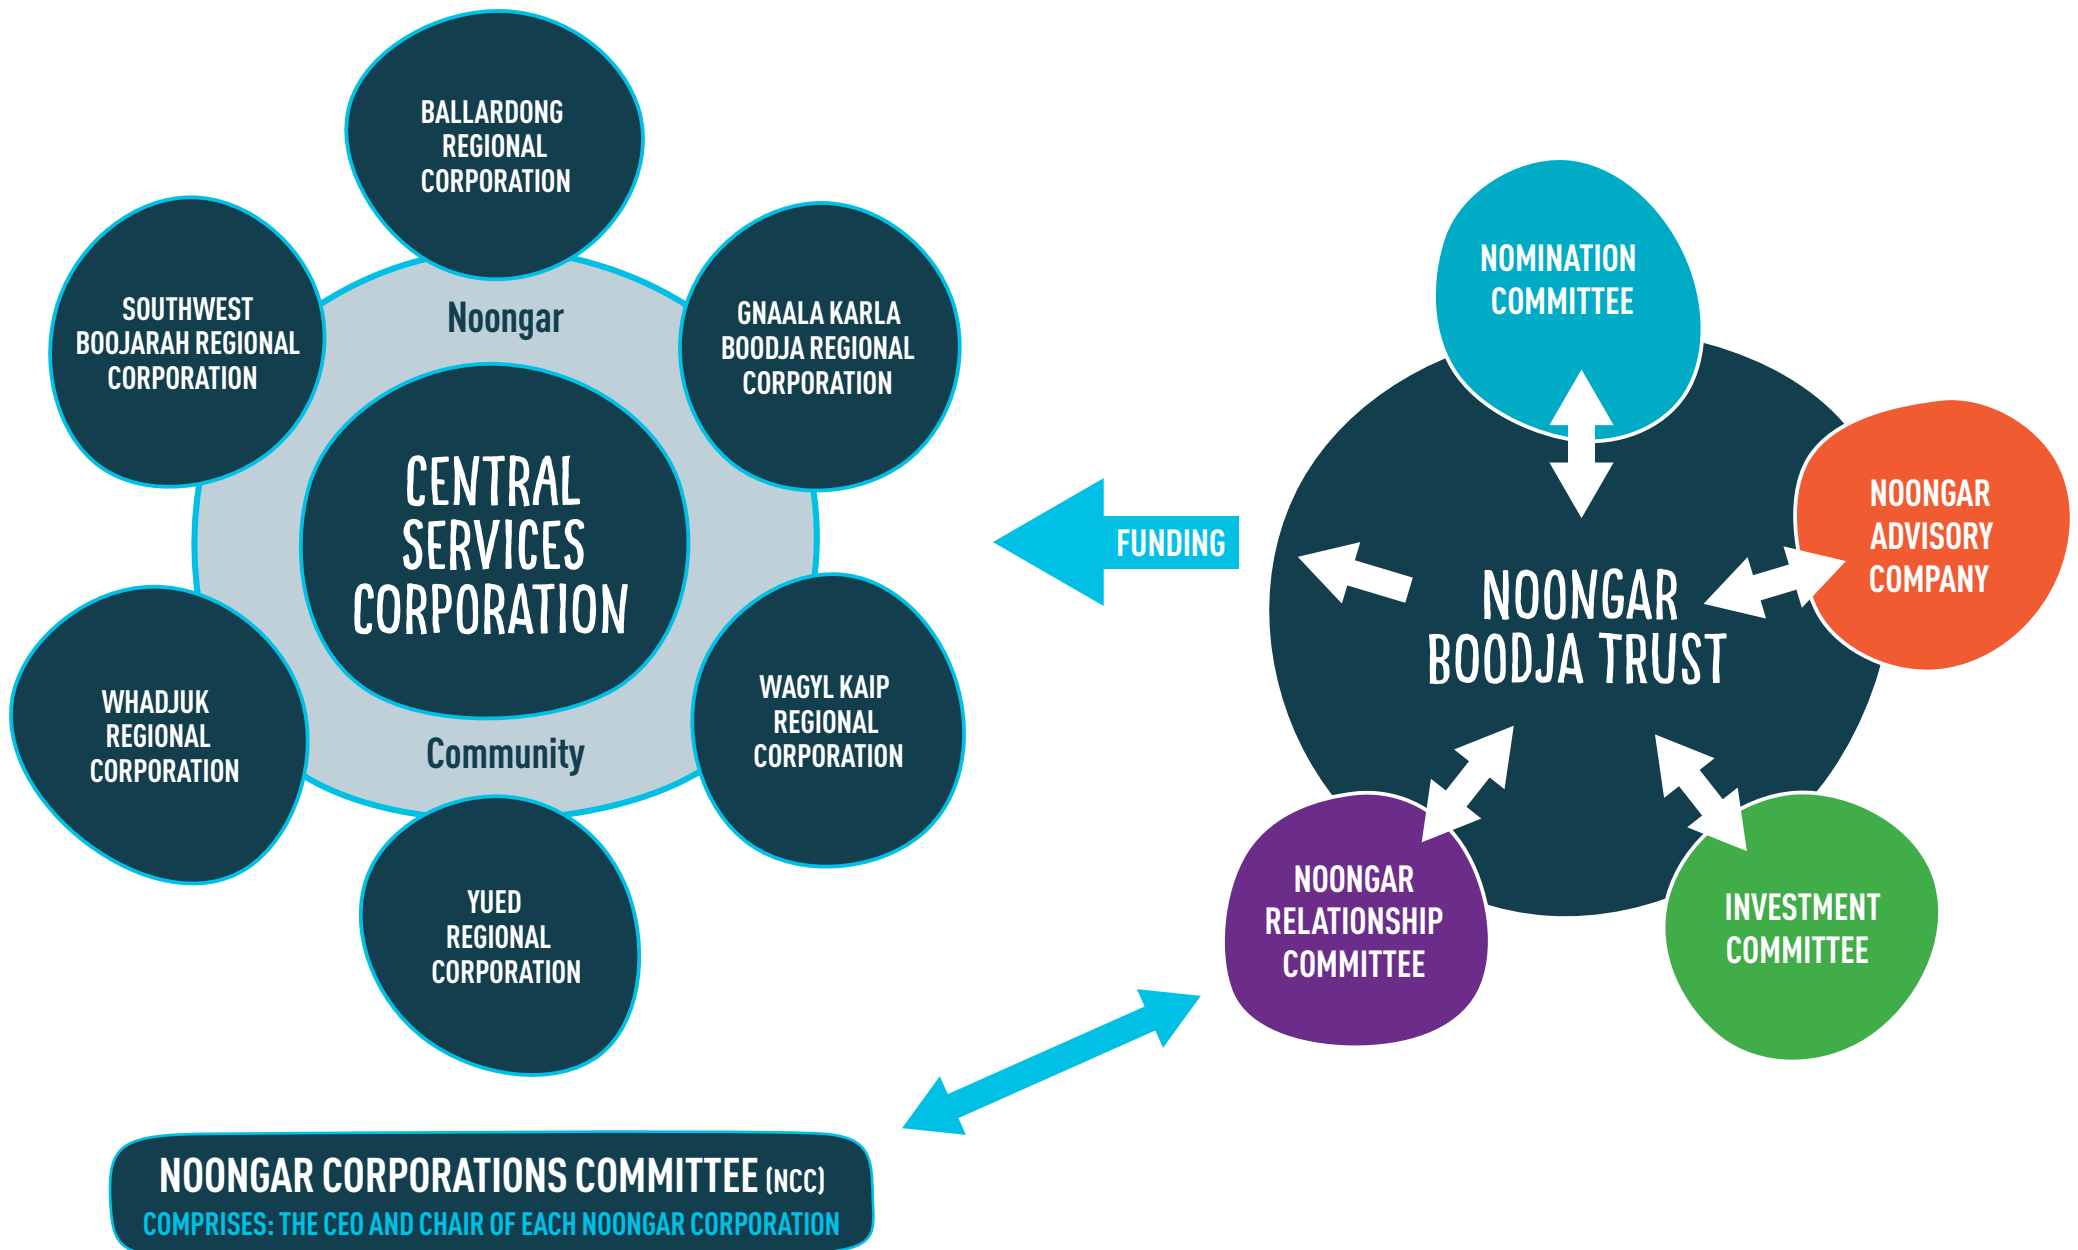 BALLARDONG
REGIONAL
CORPORATION
SOUTHWEST
BOOJARAH REGIONAL
CORPORATION
Noongar
GNAALA KARLA
BOODJA REGIONAL
CORPORATION
CENTRAL
SERVICES
CORPORATION
WHADJUK
REGIONAL
CORPORATION
WAGYL KAIP
REGIONAL
CORPORATION
Community
YUED
REGIONAL
CORPORATION
FUNDING
NOMINATION
COMMITTEE
NOONGAR
ADVISORY
COMPANY
NOONGAR
BOODJA TRUST
NOONGAR
RELATIONSHIP
COMMITTEE
INVESTMENT
COMMITTEE
NOONGAR CORPORATIONS COMMITTEE (NCC)
COMPRISES: THE CEO AND CHAIR OF EACH NOONGAR CORPORATION